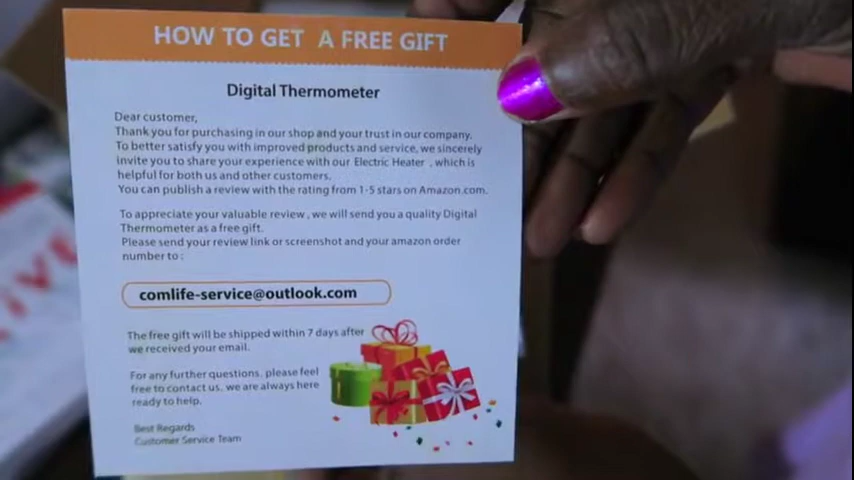 HOW TO GET A FREE GIFT
Digital Thermometer
Dear customer,
Thank you for purchasing in our shop and your trust in our company.
To better satisfy you with improved products and service, we sincerely
invite you to share your experience with our Electric Heater , which is
helpful for both us and other customers.
You can publish a review with the rating from 1-5 stars on Amazon.com.
To appreciate your valuable review , we will send you a quality Digital
Thermometer as a free gift.
Please send your review link or screenshot and your amazon order
number to :
comlife-service@outlook.com
The free gift will be shipped within 7 days after
we received your email.
For any further questions, please feel
free to contact us, we are always here
ready to help.
Best Regards
Customer Service Team